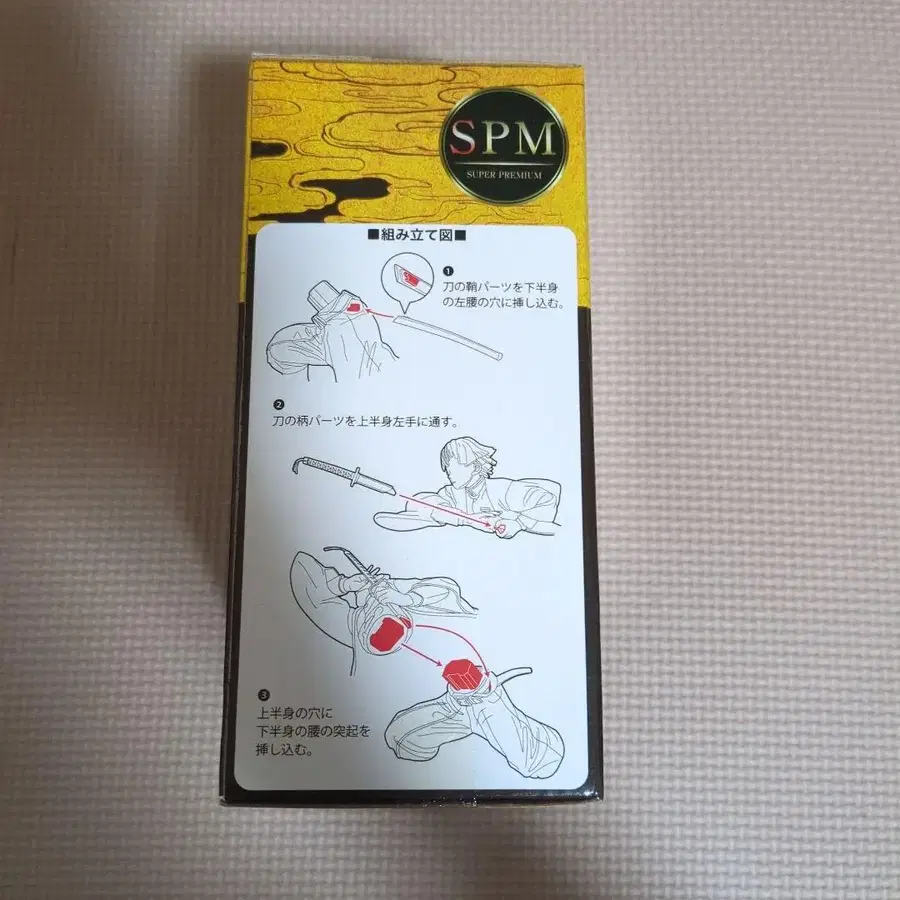 SPM
SUPER PREMIUM
■組み立て図■
❶
刀の鞘パーツを下半身
の左腰の穴に挿し込む。
❷
刀の柄パーツを上半身左手に通す。
❸
上半身の穴に
下半身の腰の突起を
挿し込む。